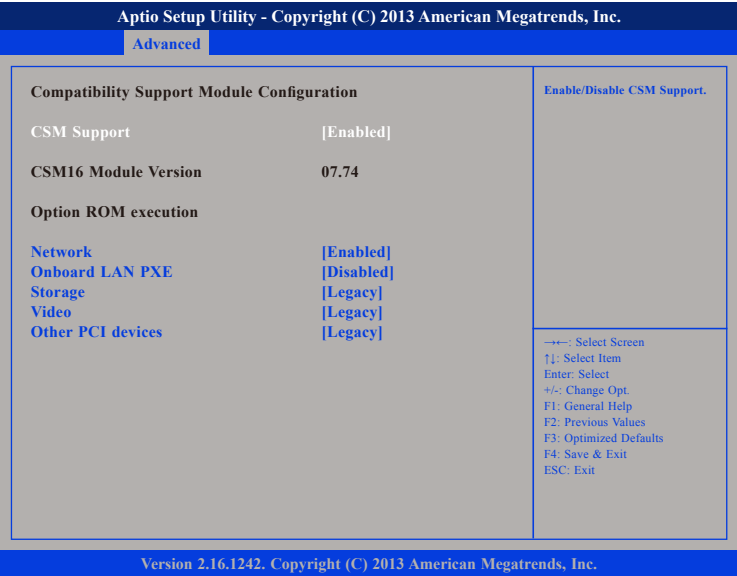 Aptio Setup Utility - Copyright (C) 2013 American Megatrends, Inc.
Advanced
Compatibility Support Module Configuration
CSM Support [Enabled]
CSM16 Module Version 07.74
Option ROM execution
Network [Enabled]
Onboard LAN PXE [Disabled]
Storage [Legacy]
Video [Legacy]
Other PCI devices [Legacy]
Enable/Disable CSM Support.
→←: Select Screen
↑↓: Select Item
Enter: Select
+/-: Change Opt.
F1: General Help
F2: Previous Values
F3: Optimized Defaults
F4: Save & Exit
ESC: Exit
Version 2.16.1242. Copyright (C) 2013 American Megatrends, Inc.